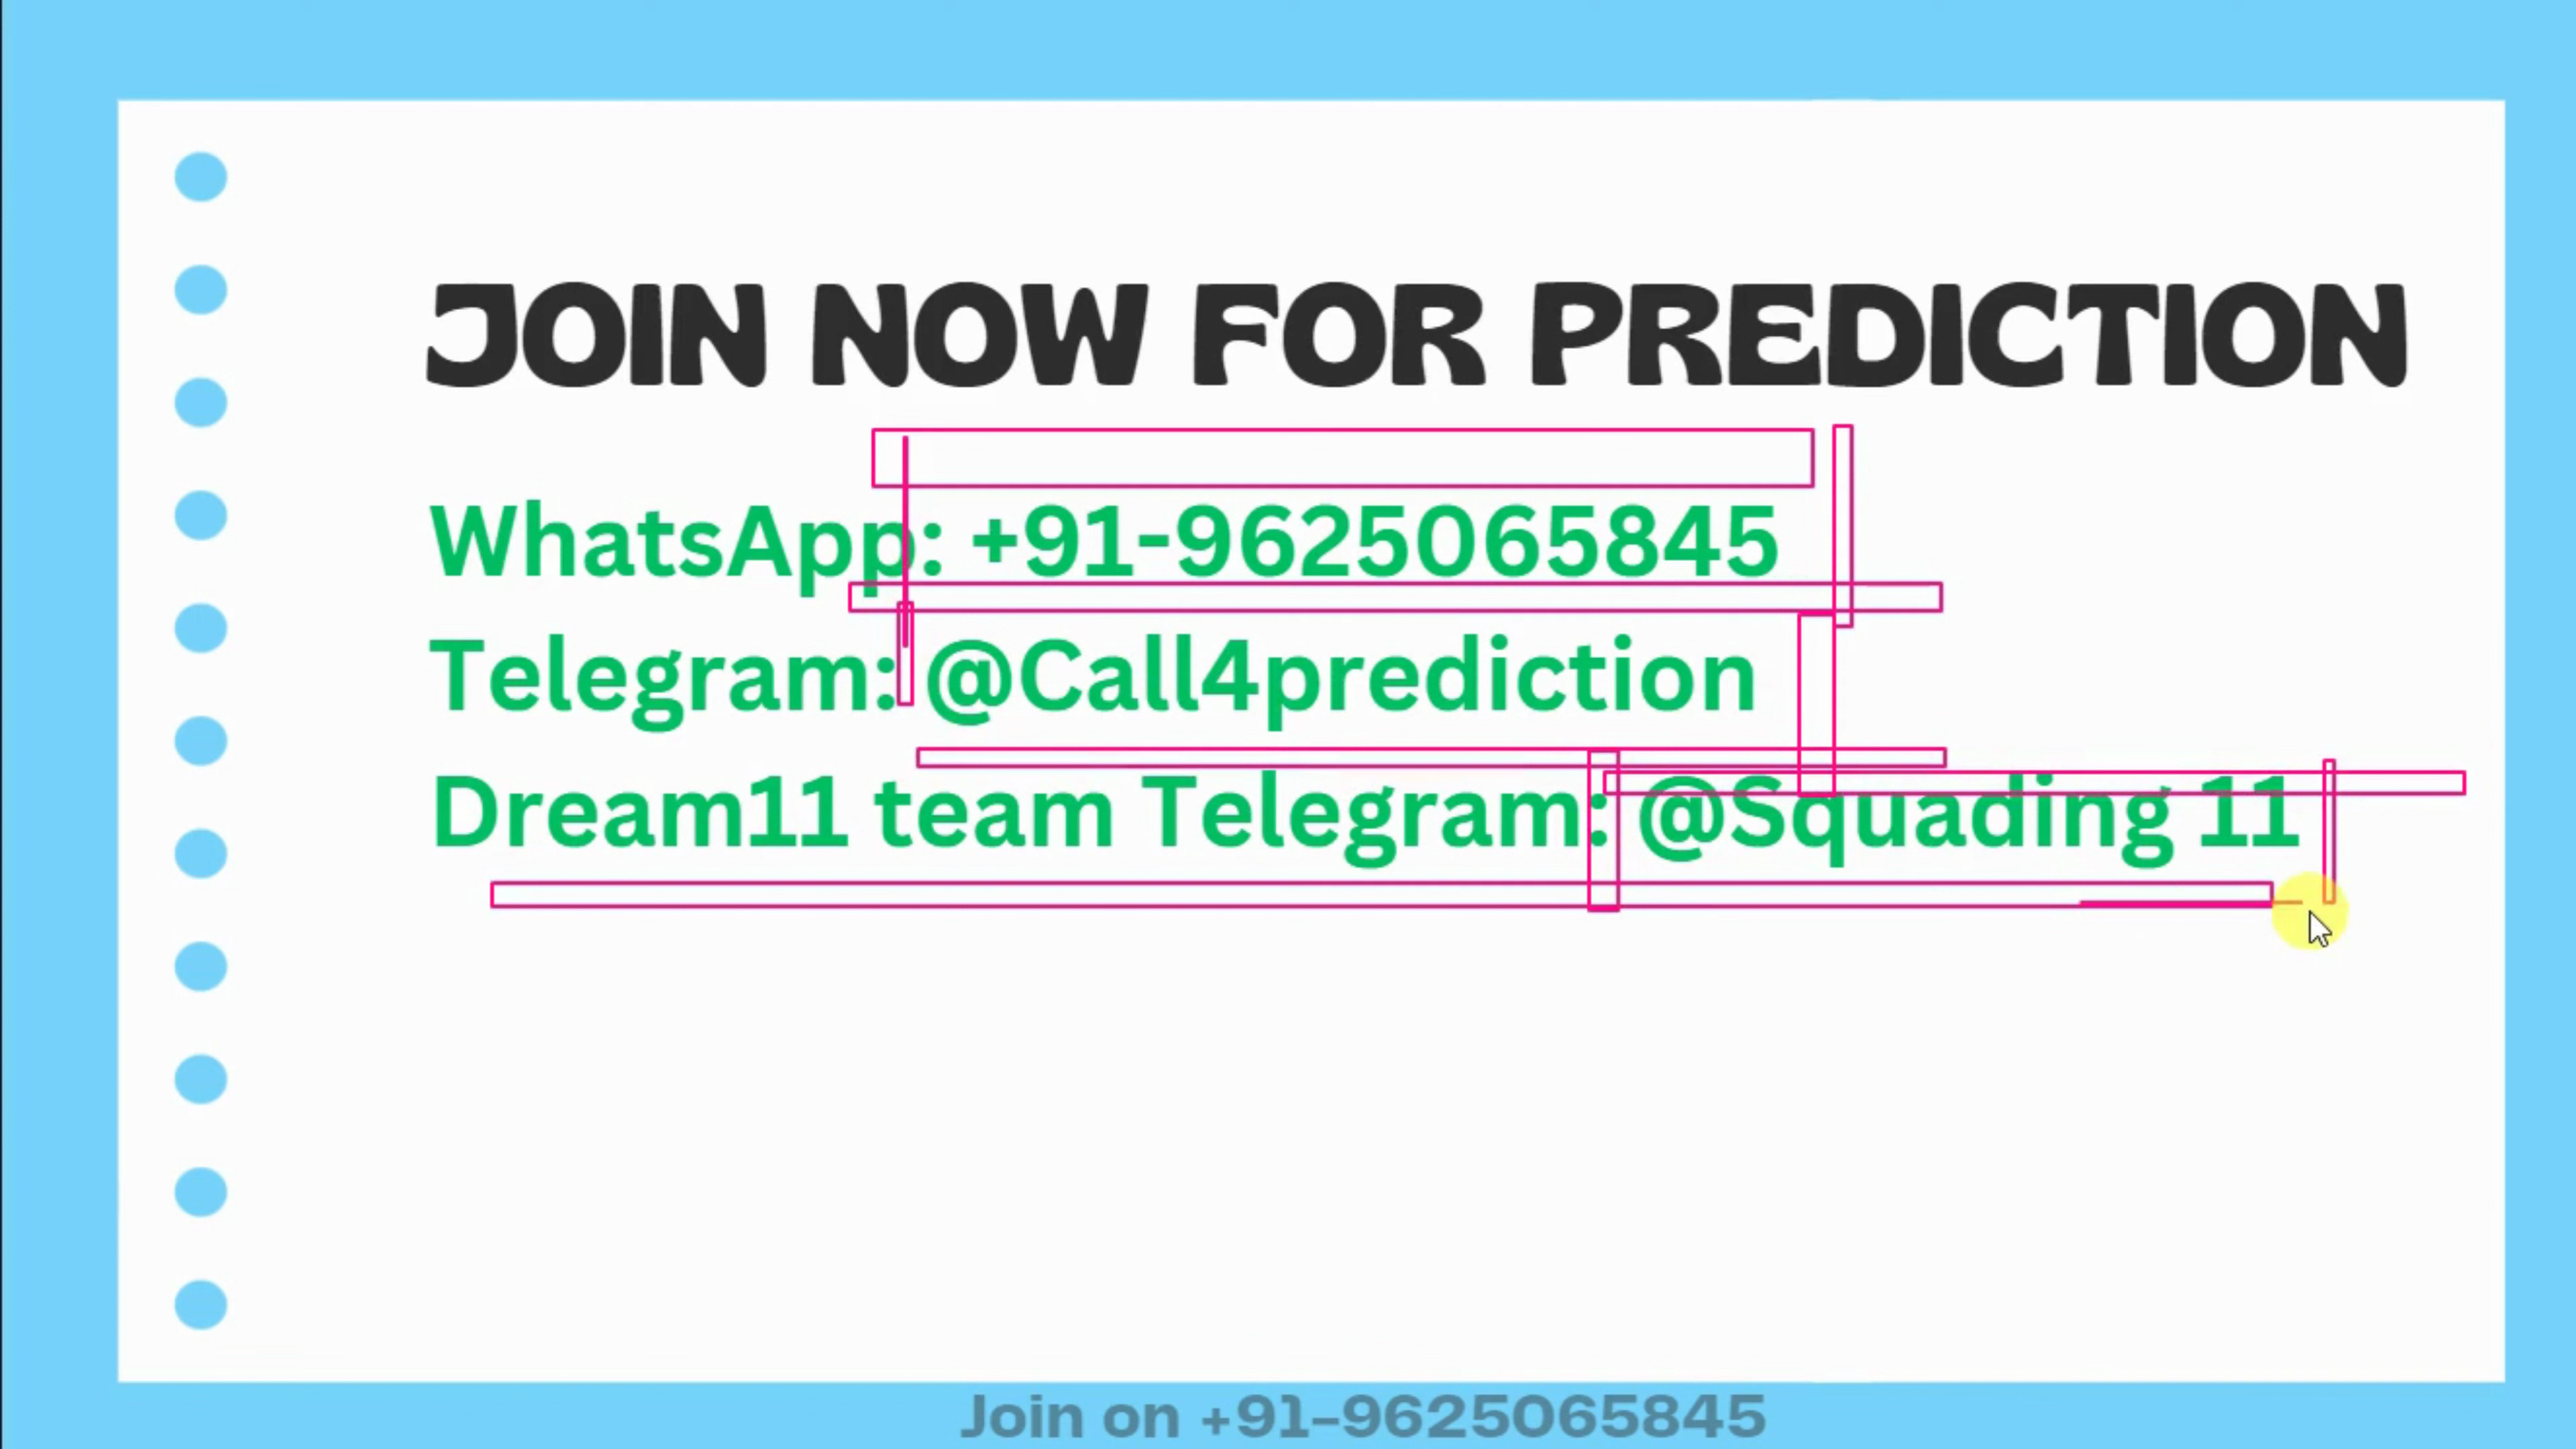 JOIN NOW FOR PREDICTION
WhatsApp: +91-9625065845
Telegram: @Call4prediction
Dream11 team Telegram: @Squading 11
Join on +91-9625065845